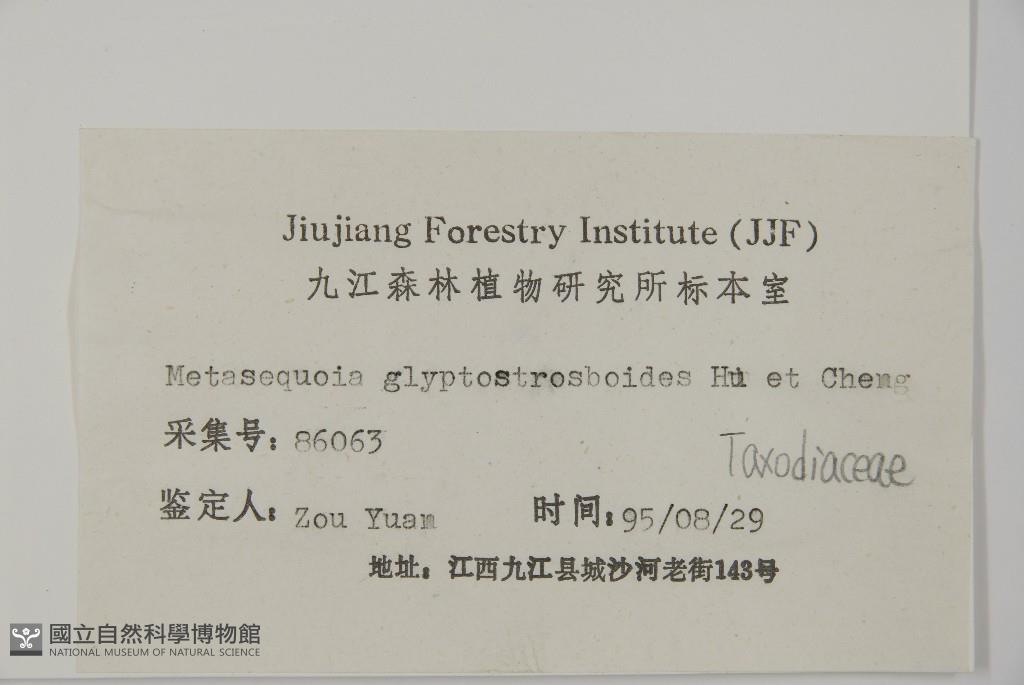 Jiujiang Forestry Institute (JJF)
九江森林植物研究所标本室
Metasequoia glyptostrosboides Hu et Cheng
采集号: 86063
Taxodiaceae
鉴定人: Zou Yuan 时间: 95/08/29
地址: 江西九江县城沙河老街143号
國立自然科學博物館
NATIONAL MUSEUM OF NATURAL SCIENCE